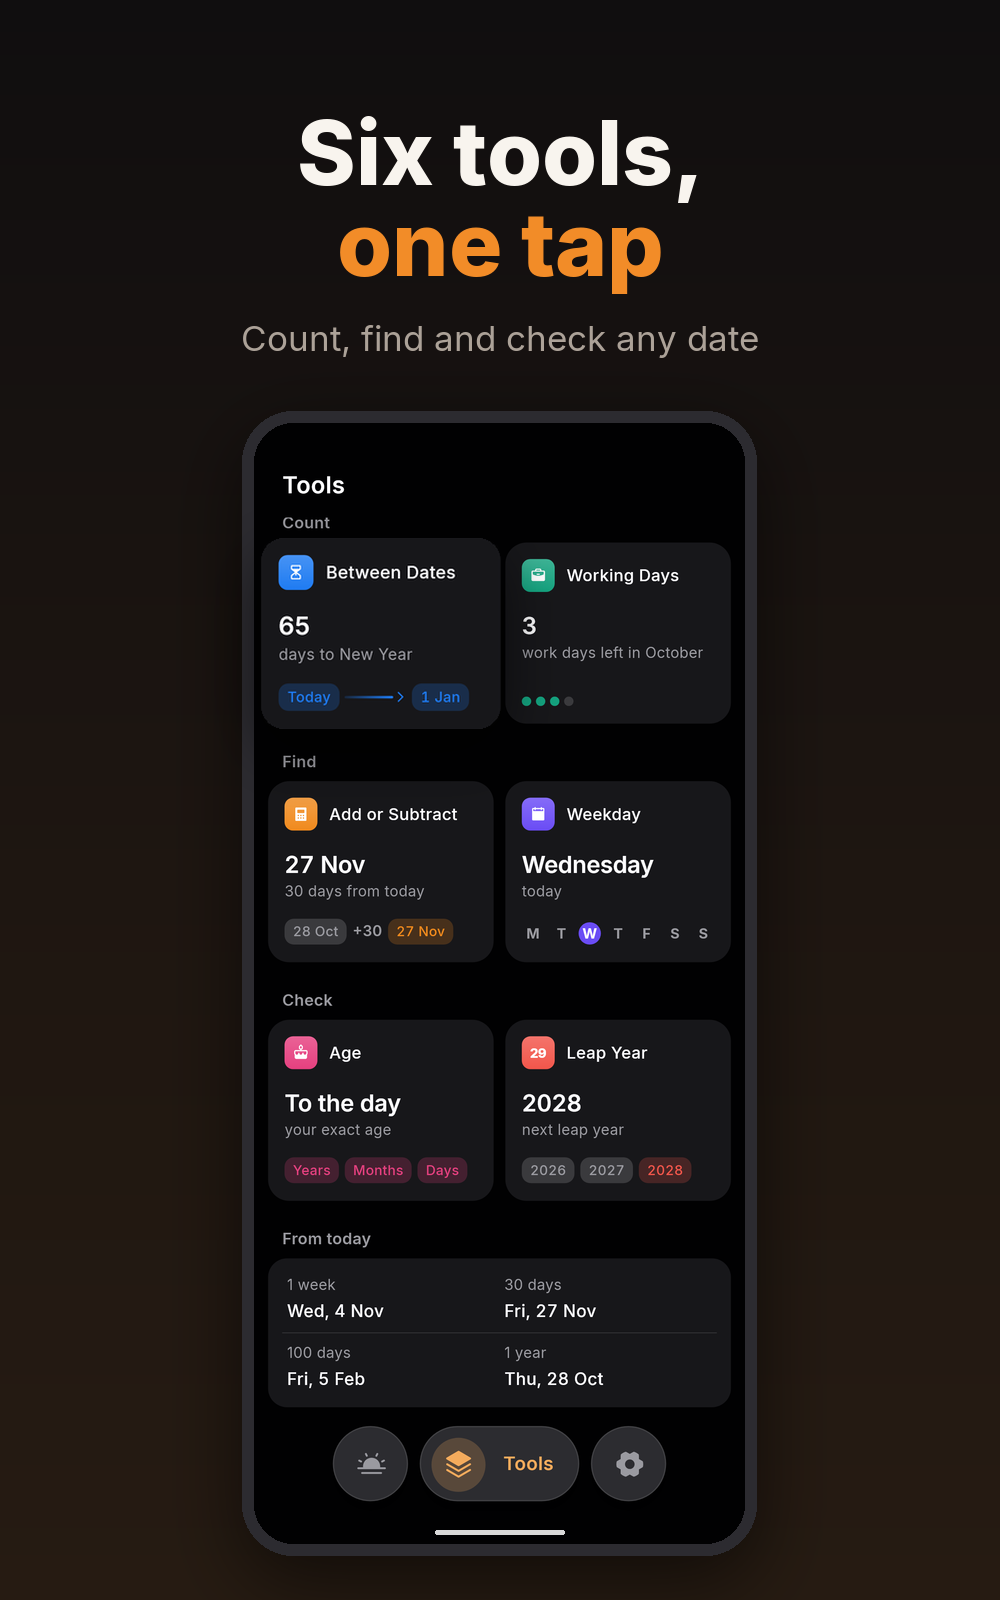 Six tools,
one tap
Count, find and check any date
Tools
Count
Between Dates
65
days to New Year
Today 1 Jan
Working Days
3
work days left in October
Find
Add or Subtract
27 Nov
30 days from today
28 Oct +30 27 Nov
Weekday
Wednesday
today
M T W T F S S
Check
Age
To the day
your exact age
Years Months Days
29 Leap Year
2028
next leap year
2026 2027 2028
From today
1 week
Wed, 4 Nov
30 days
Fri, 27 Nov
100 days
Fri, 5 Feb
1 year
Thu, 28 Oct
Tools